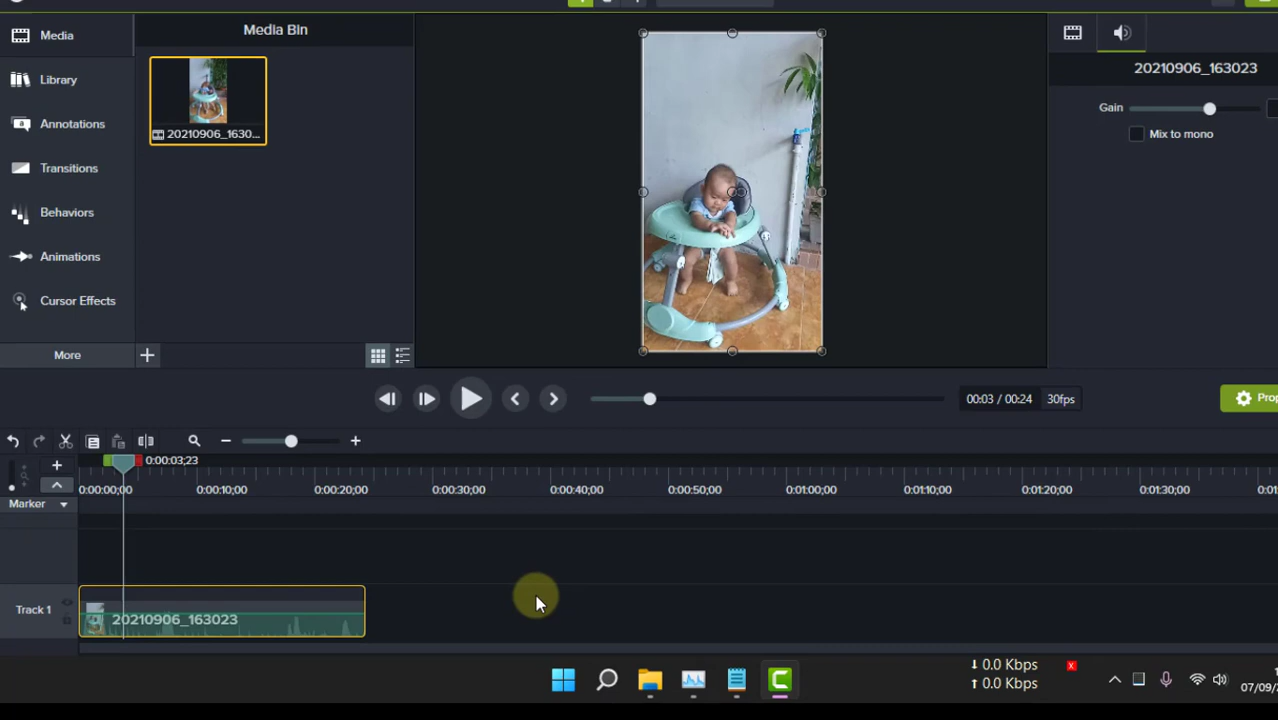 Media
Media Bin
20210906_163023
Library
20210906_1630...
Gain
Mix to mono
Annotations
Transitions
Behaviors
Animations
Cursor Effects
More
00:03 / 00:24
30fps
0:00:03;23
0:00:00;00
0:00:10;00
0:00:20;00
0:00:30;00
0:00:40;00
0:00:50;00
0:01:00;00
0:01:10;00
0:01:20;00
0:01:30;00
Marker
Track 1
20210906_163023
↓ 0.0 Kbps
↑ 0.0 Kbps
07/09/